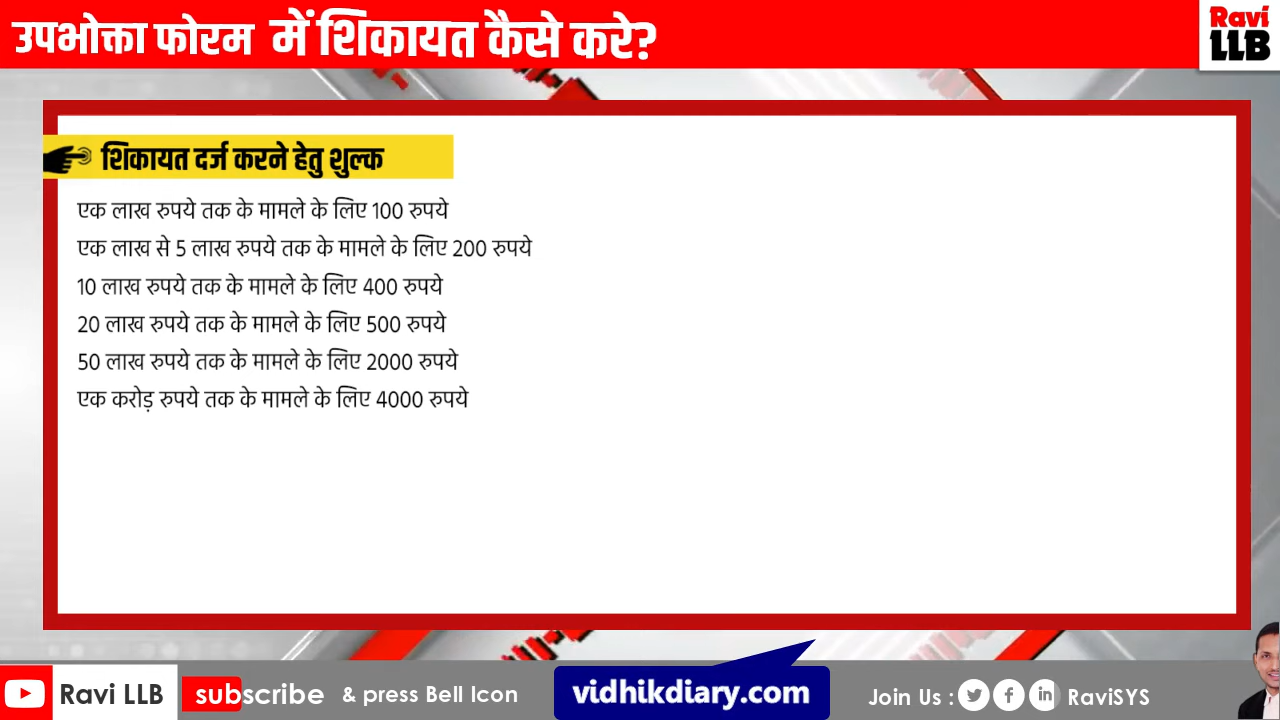 उपभोक्ता फोरम में शिकायत कैसे करे?
Ravi
LLB
शिकायत दर्ज करने हेतु शुल्क
एक लाख रुपये तक के मामले के लिए 100 रुपये
एक लाख से 5 लाख रुपये तक के मामले के लिए 200 रुपये
10 लाख रुपये तक के मामले के लिए 400 रुपये
20 लाख रुपये तक के मामले के लिए 500 रुपये
50 लाख रुपये तक के मामले के लिए 2000 रुपये
एक करोड़ रुपये तक के मामले के लिए 4000 रुपये
Ravi LLB subscribe & press Bell Icon vidhikdiary.com Join Us : RaviSYS